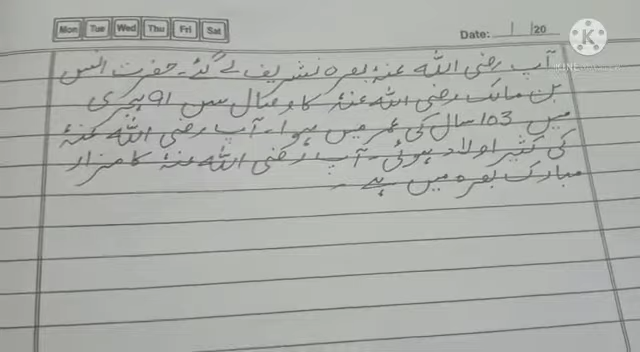 Mon Tue Wed Thu Fri Sat
Date: / /20
K
KINEMASTER
آپ رضی اللہ عنہٗ بصرہ تشریف لے گئے۔ حضرت انس
بن مالک رضی اللہ عنہٗ کا وصال سن ۹۱ ہجری
میں 103 سال کی عمر میں ہوا۔ آپ رضی اللہ عنہٗ
کی کثیر اولاد ہوئی۔ آپ رضی اللہ عنہٗ کا مزار
مبارک بصرہ میں ہے۔